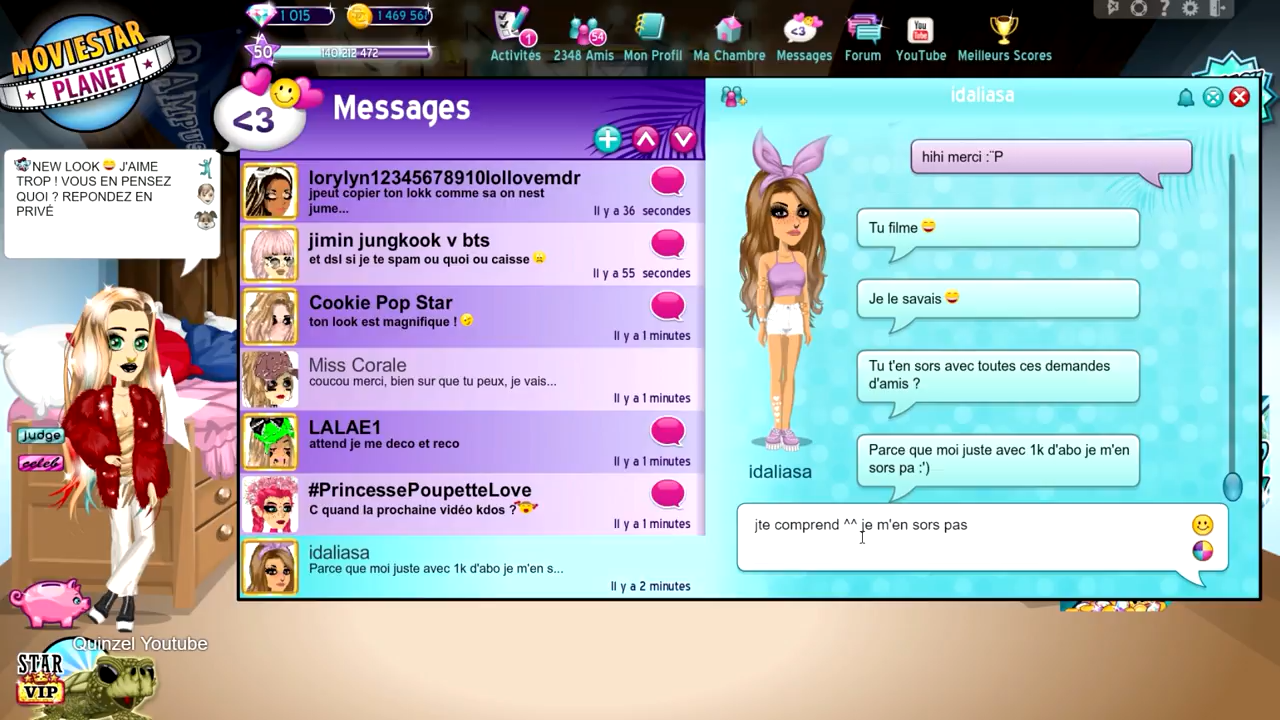 MOVIESTAR
PLANET
1 015
50
140 212 472
1
54
<3
You
Tube
Activités
2348 Amis
Mon Profil
Ma Chambre
Messages
Forum
YouTube
Meilleurs Scores
NEW LOOK 😄 J'AIME
TROP ! VOUS EN PENSEZ
QUOI ? REPONDEZ EN
PRIVÉ
judge
celeb
Quinzel Youtube
STAR
VIP
<3
Messages
lorylyn12345678910lollovemdr
jpeut copier ton lokk comme sa on nest
jume...
Il y a 36 secondes
jimin jungkook v bts
et dsl si je te spam ou quoi ou caisse
Il y a 55 secondes
Cookie Pop Star
ton look est magnifique !
Il y a 1 minutes
Miss Corale
coucou merci, bien sur que tu peux, je vais...
Il y a 1 minutes
LALAE1
attend je me deco et reco
Il y a 1 minutes
#PrincessePoupetteLove
C quand la prochaine vidéo kdos ?
Il y a 1 minutes
idaliasa
Parce que moi juste avec 1k d'abo je m'en s...
Il y a 2 minutes
idaliasa
hihi merci :¨P
Tu filme 😄
Je le savais 😄
Tu t'en sors avec toutes ces demandes
d'amis ?
Parce que moi juste avec 1k d'abo je m'en
sors pa :')
idaliasa
jte comprend ^^ je m'en sors pas